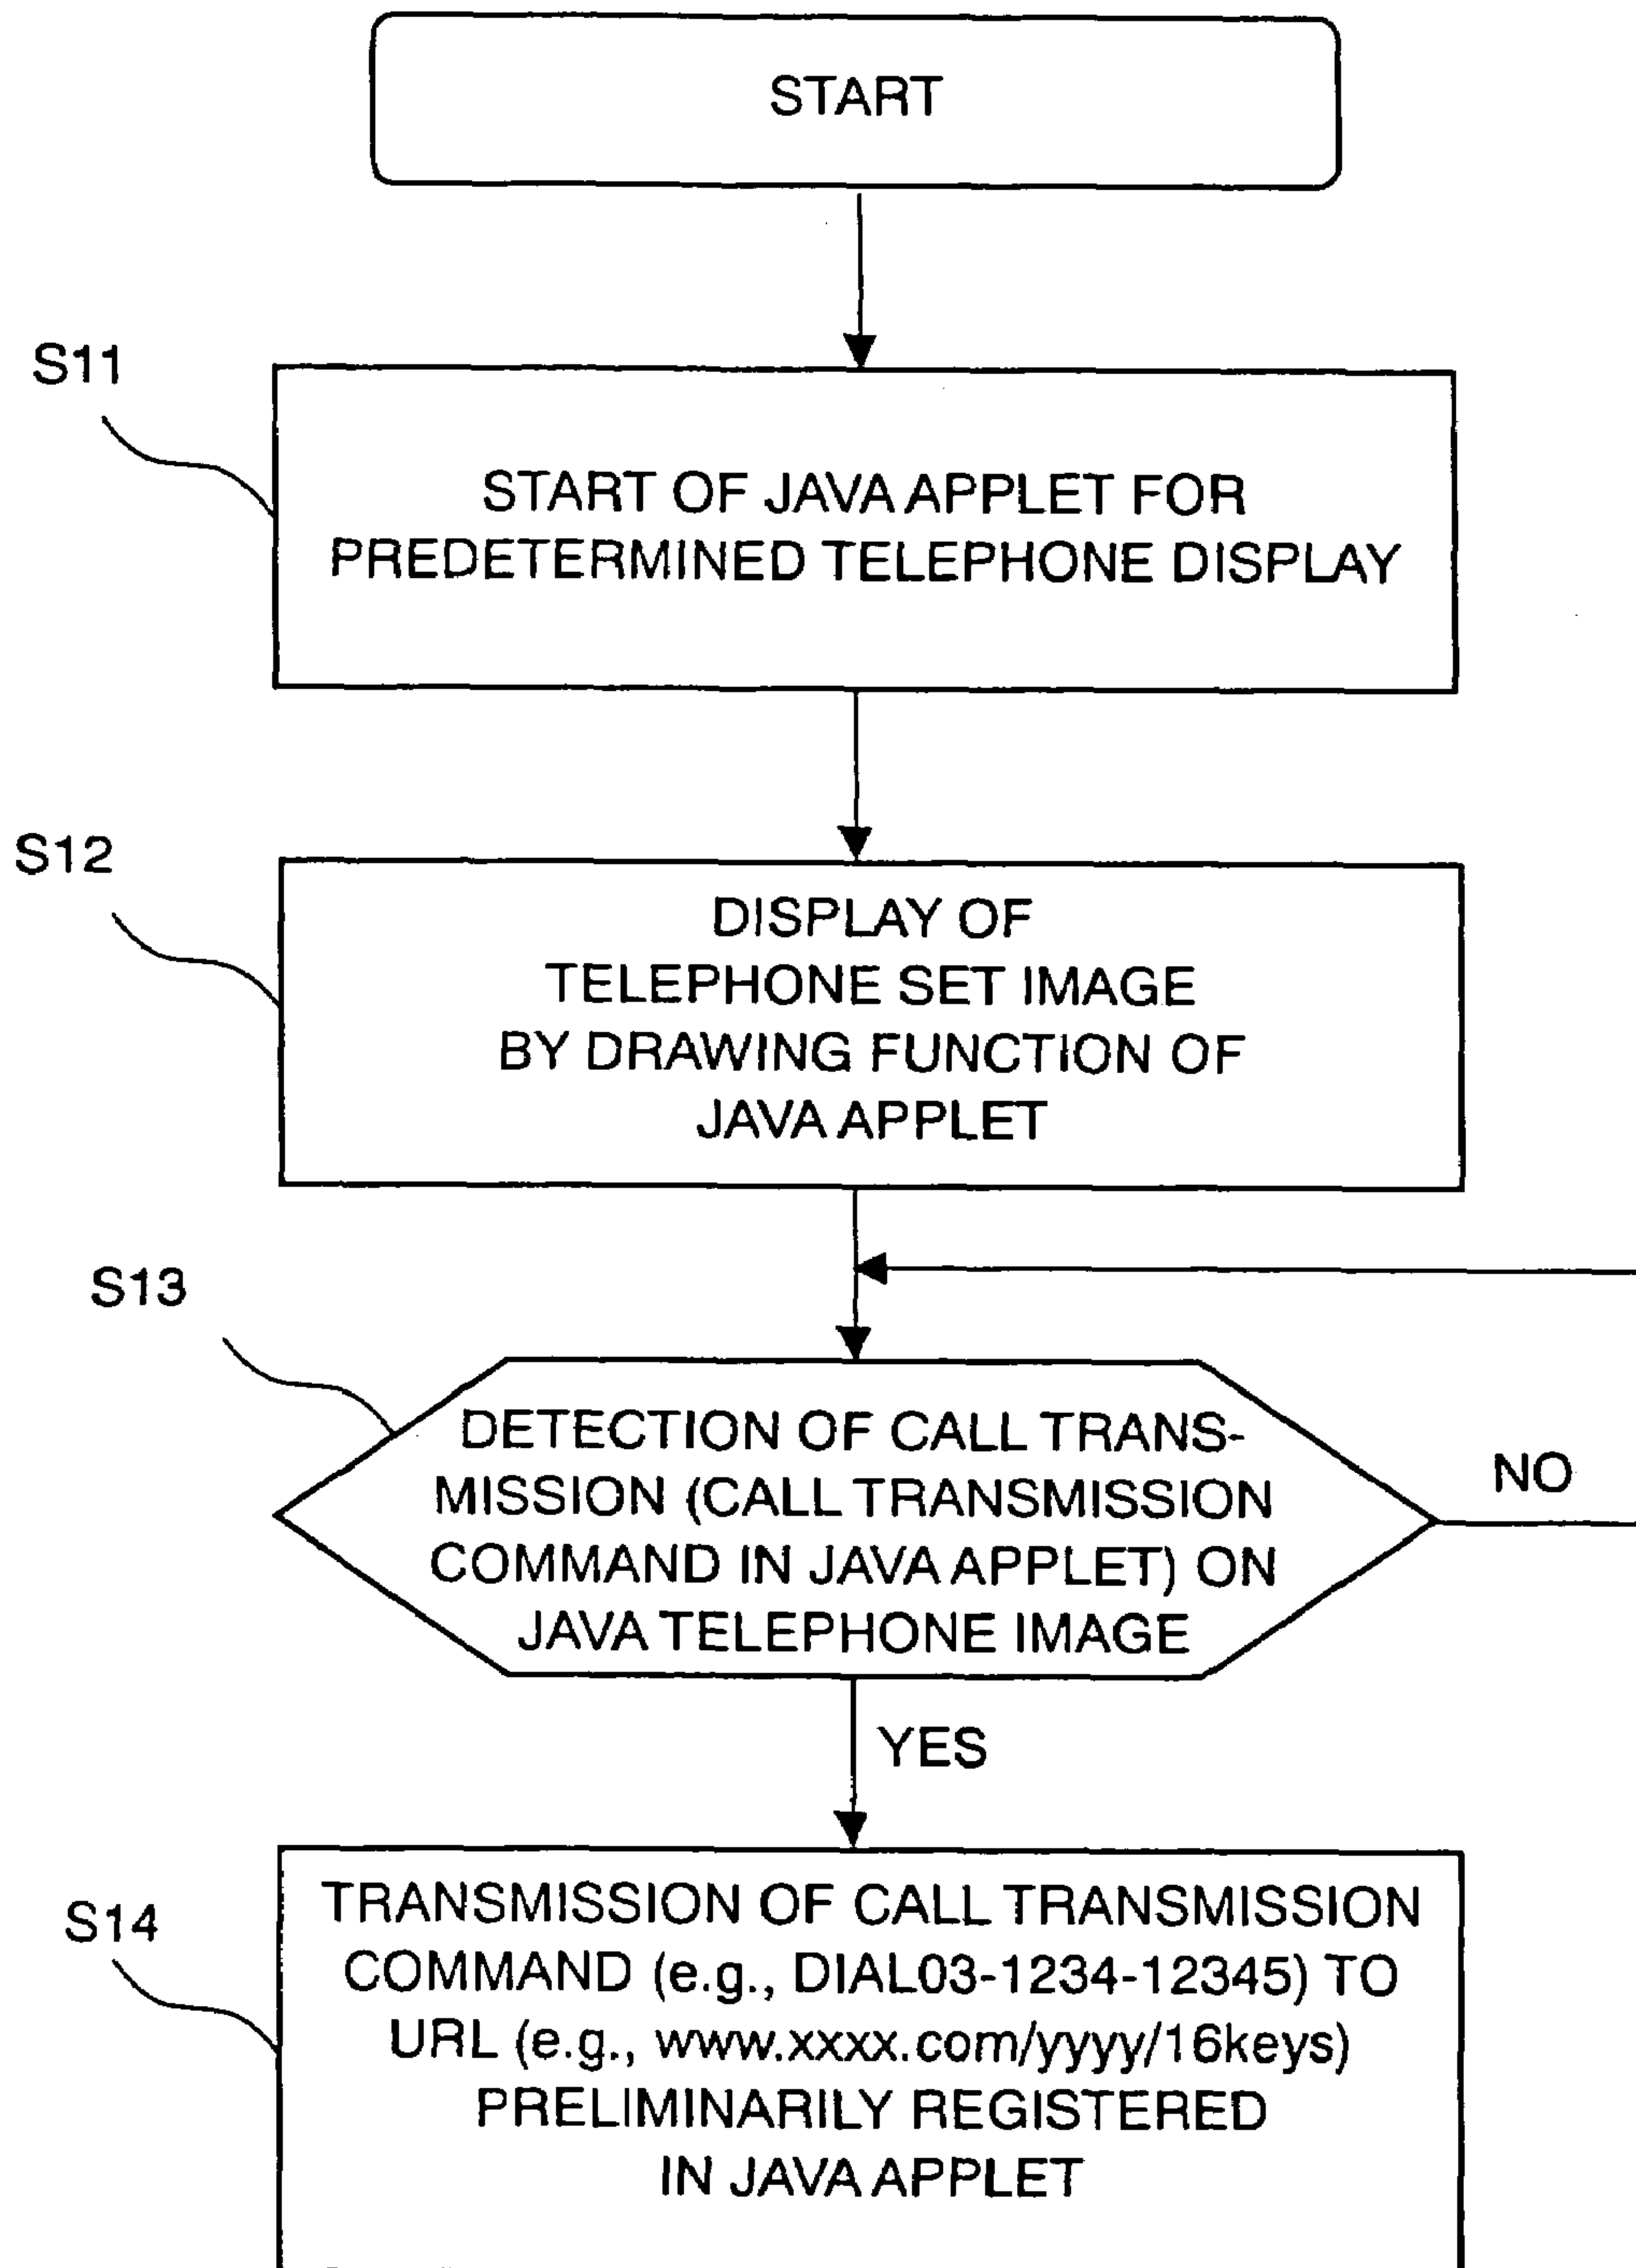 START
S11
START OF JAVA APPLET FOR
PREDETERMINED TELEPHONE DISPLAY
S12
DISPLAY OF
TELEPHONE SET IMAGE
BY DRAWING FUNCTION OF
JAVA APPLET
S13
DETECTION OF CALL TRANS-
MISSION (CALL TRANSMISSION
COMMAND IN JAVA APPLET) ON
JAVA TELEPHONE IMAGE
NO
YES
S14
TRANSMISSION OF CALL TRANSMISSION
COMMAND (e.g., DIAL03-1234-12345) TO
URL (e.g., www.xxxx.com/yyyy/16keys)
PRELIMINARILY REGISTERED
IN JAVA APPLET